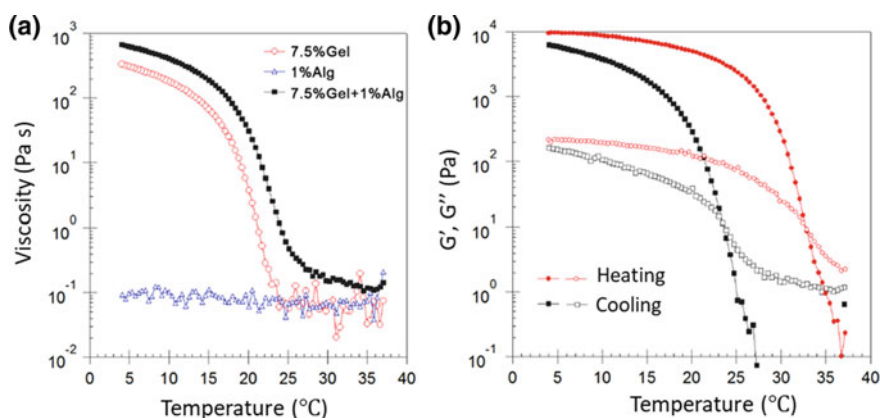 (a)
10³
10²
10¹
10⁰
10⁻¹
10⁻²
Viscosity (Pa s)
7.5%Gel
1%Alg
7.5%Gel+1%Alg
0 5 10 15 20 25 30 35 40
Temperature (°C)
(b)
10⁴
10³
10²
10¹
10⁰
10⁻¹
G′, G″ (Pa)
Heating
Cooling
0 5 10 15 20 25 30 35 40
Temperature (°C)